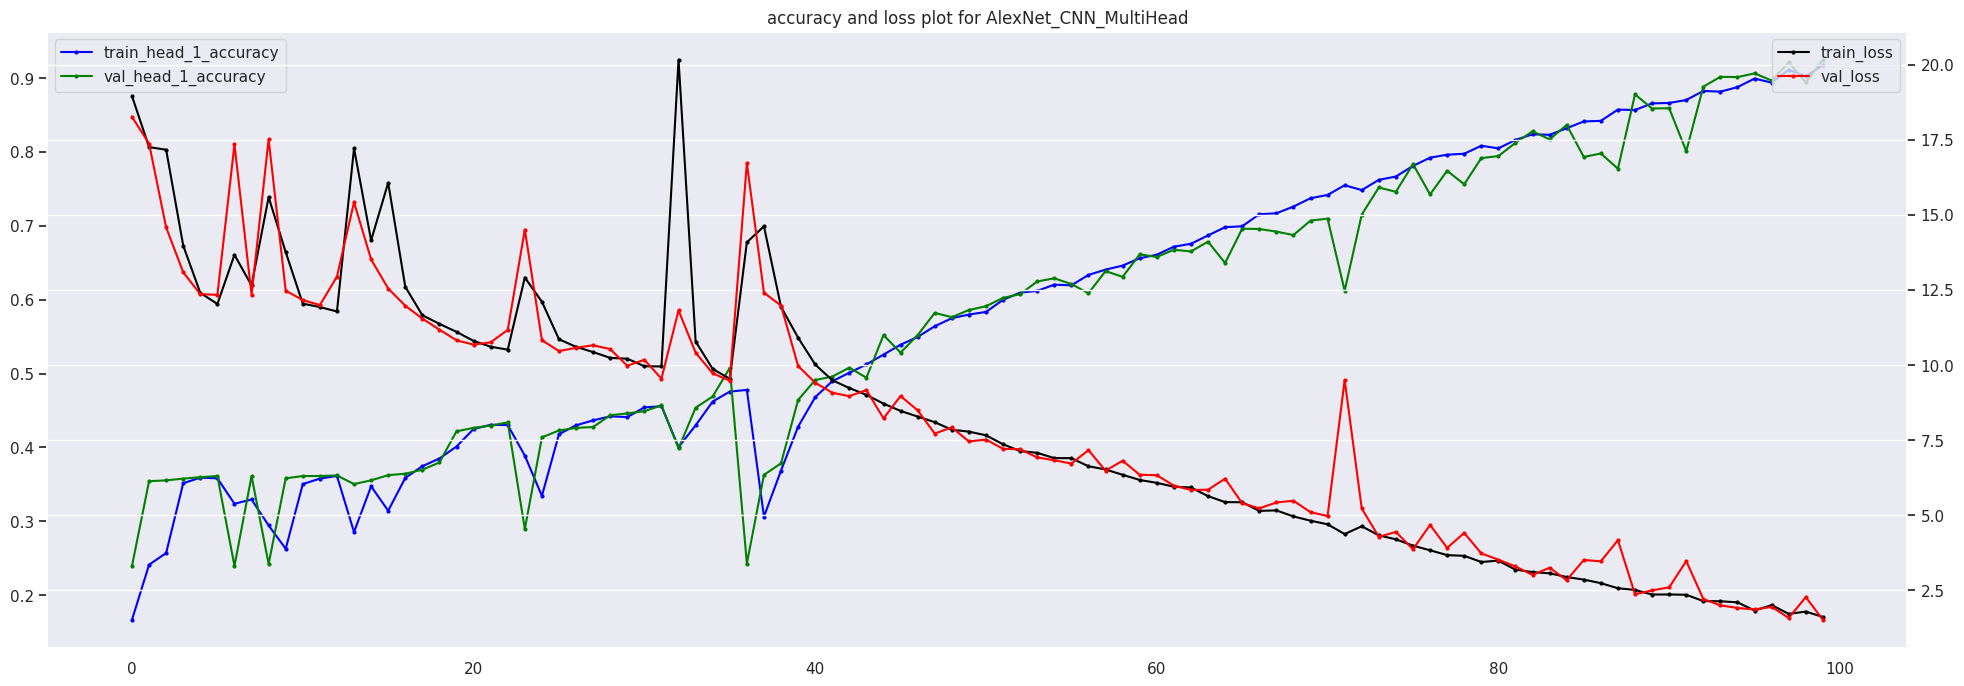 accuracy and loss plot for AlexNet_CNN_MultiHead
train_head_1_accuracy
val_head_1_accuracy
train_loss
val_loss
0.9
0.8
0.7
0.6
0.5
0.4
0.3
0.2
20.0
17.5
15.0
12.5
10.0
7.5
5.0
2.5
0 20 40 60 80 100